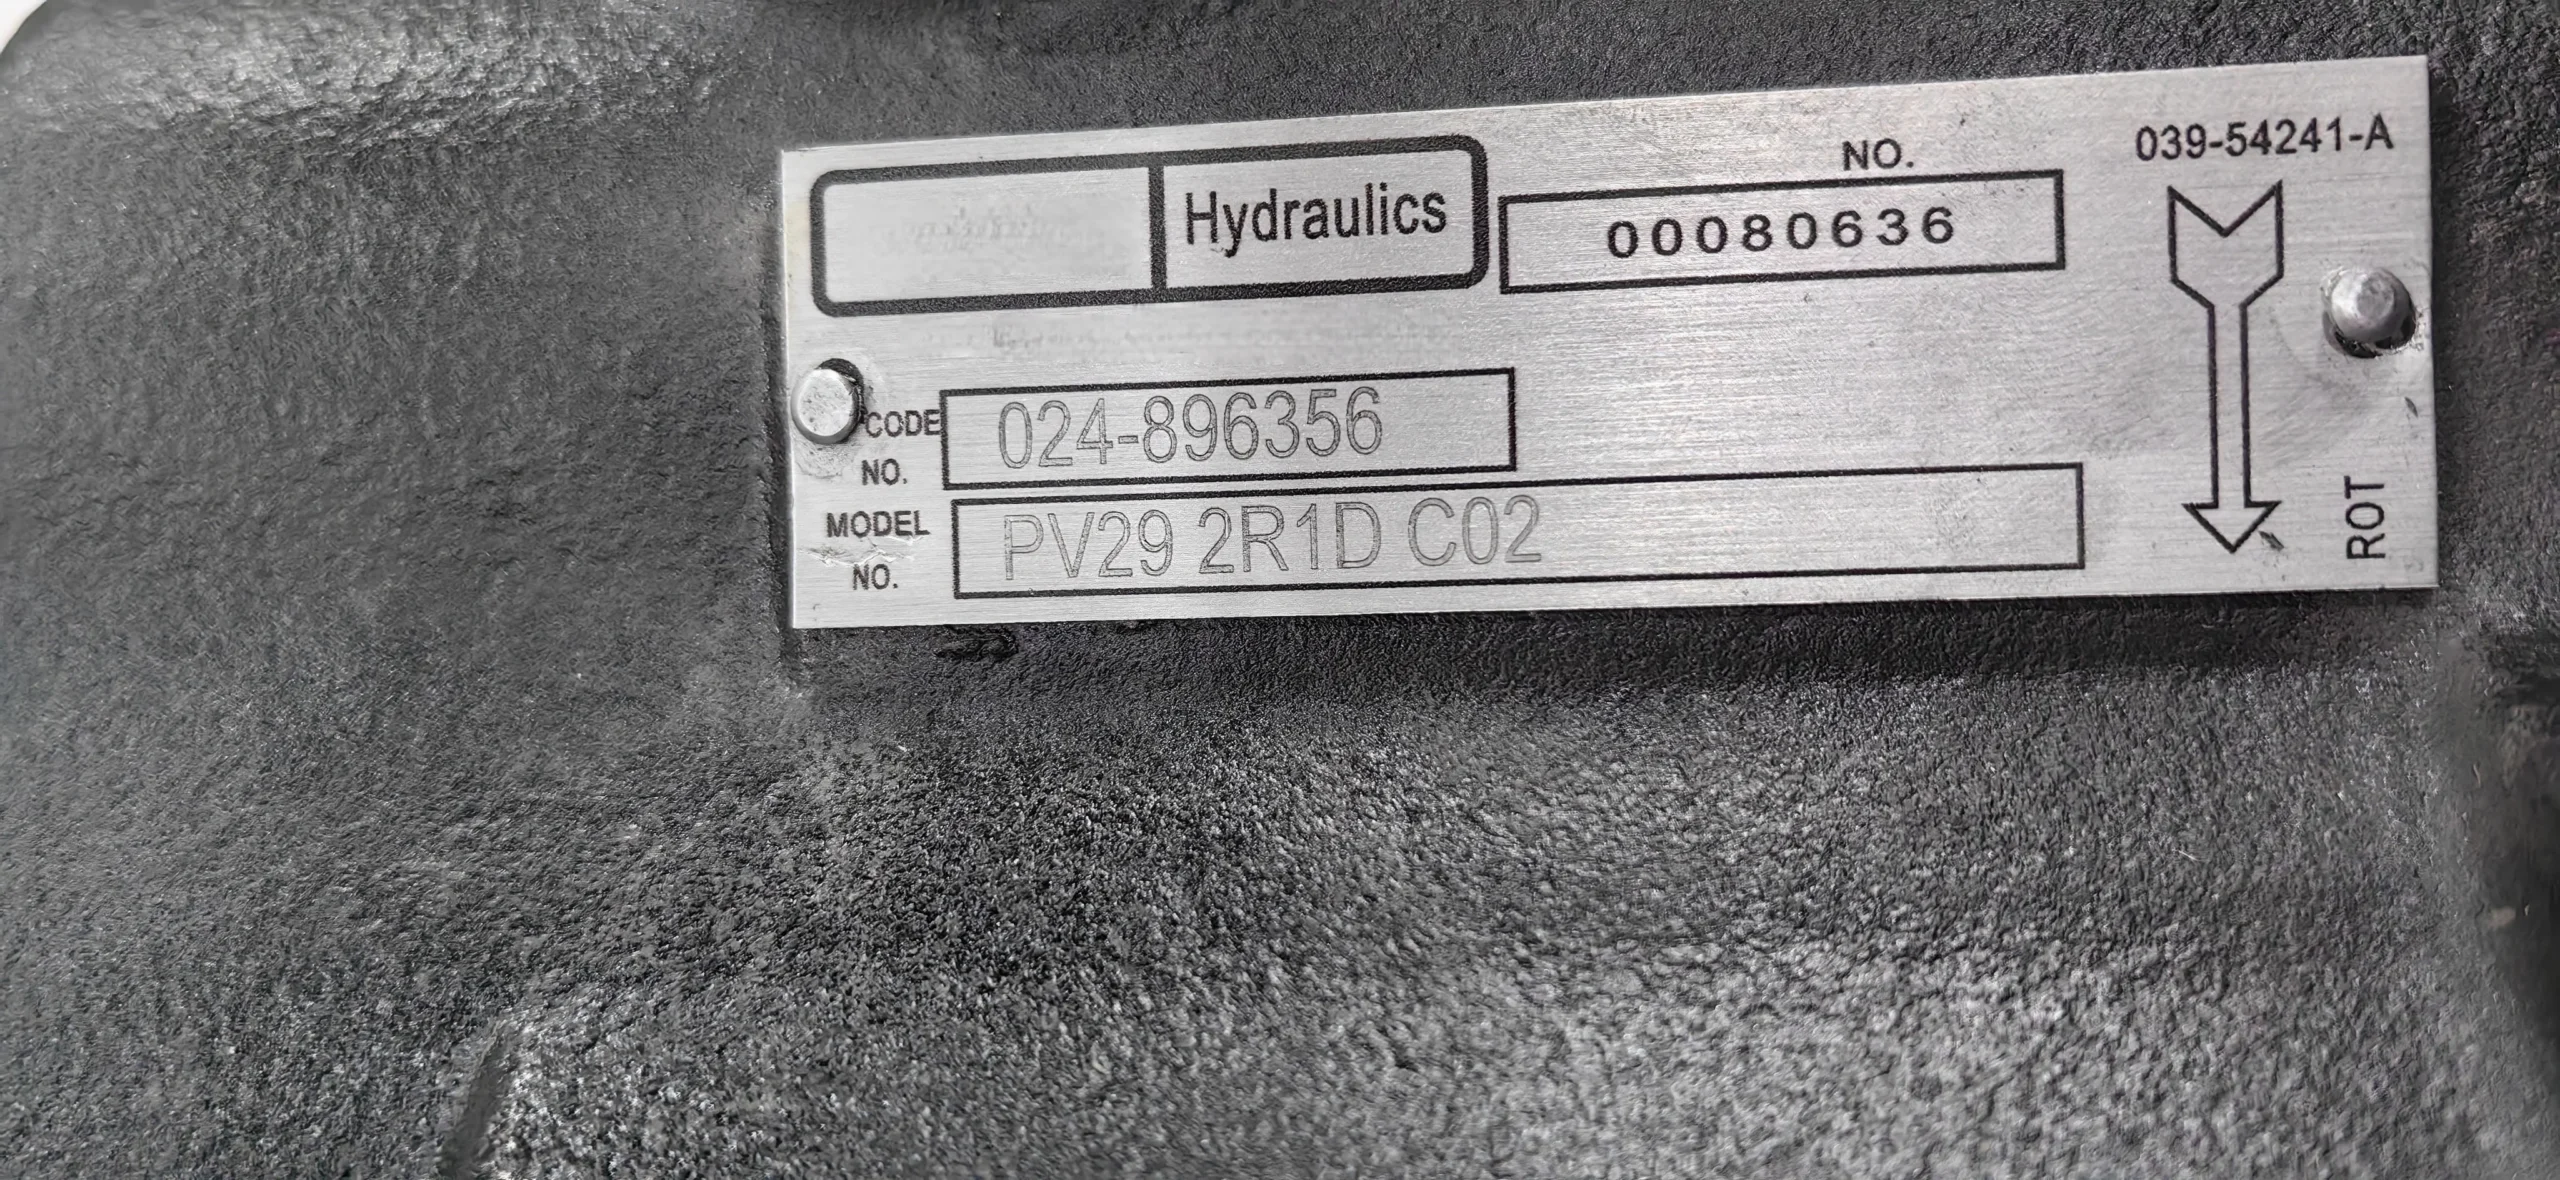 Hydraulics
NO.
00080636
039-54241-A
CODE NO.
024-896356
MODEL NO.
PV29 2R1D C02
ROT